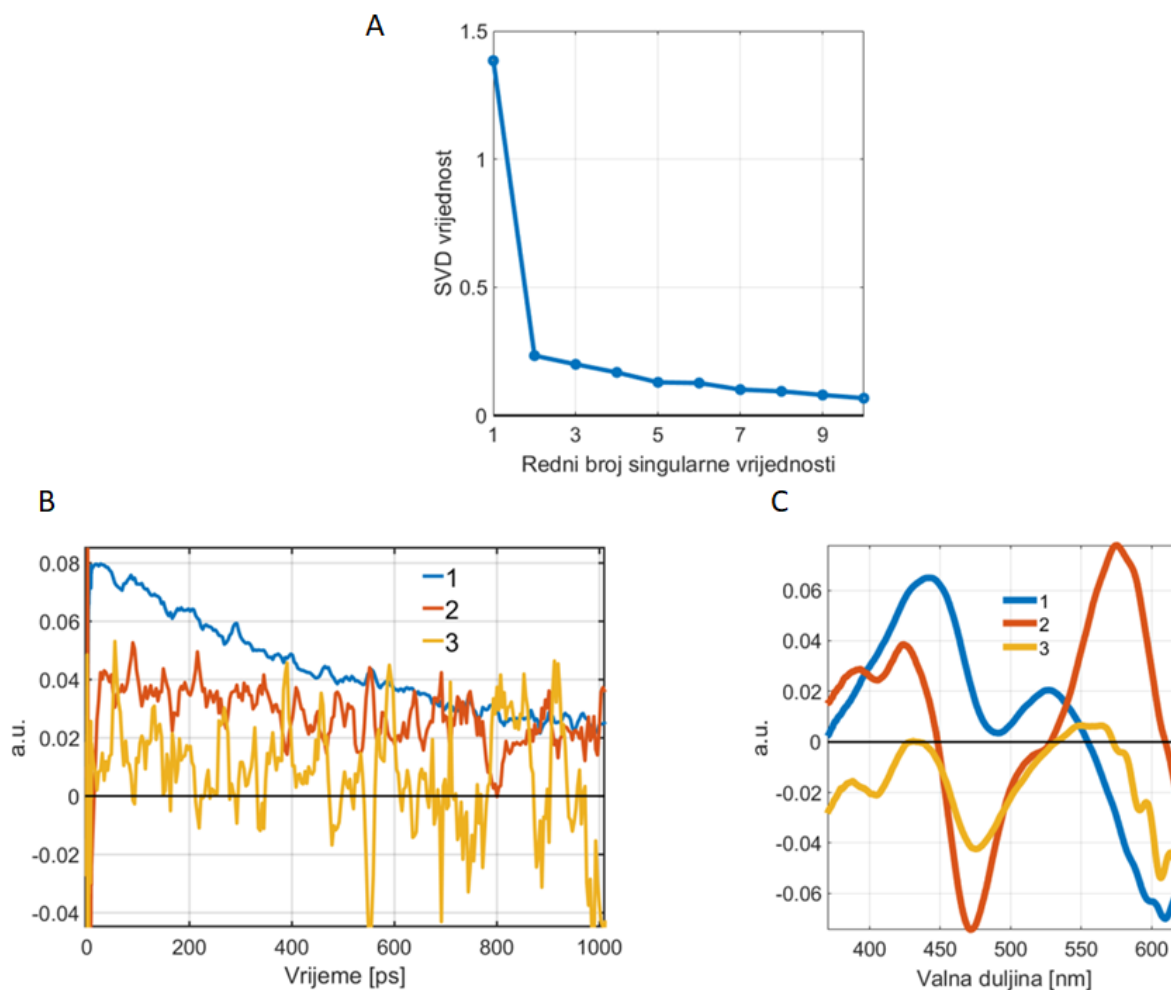 A
1.5
1
0.5
0
SVD vrijednost
1 3 5 7 9
Redni broj singularne vrijednosti
B
0.08
0.06
0.04
0.02
0
-0.02
-0.04
a.u.
1
2
3
0 200 400 600 800 1000
Vrijeme [ps]
C
0.06
0.04
0.02
0
-0.02
-0.04
-0.06
a.u.
1
2
3
400 450 500 550 600
Valna duljina [nm]